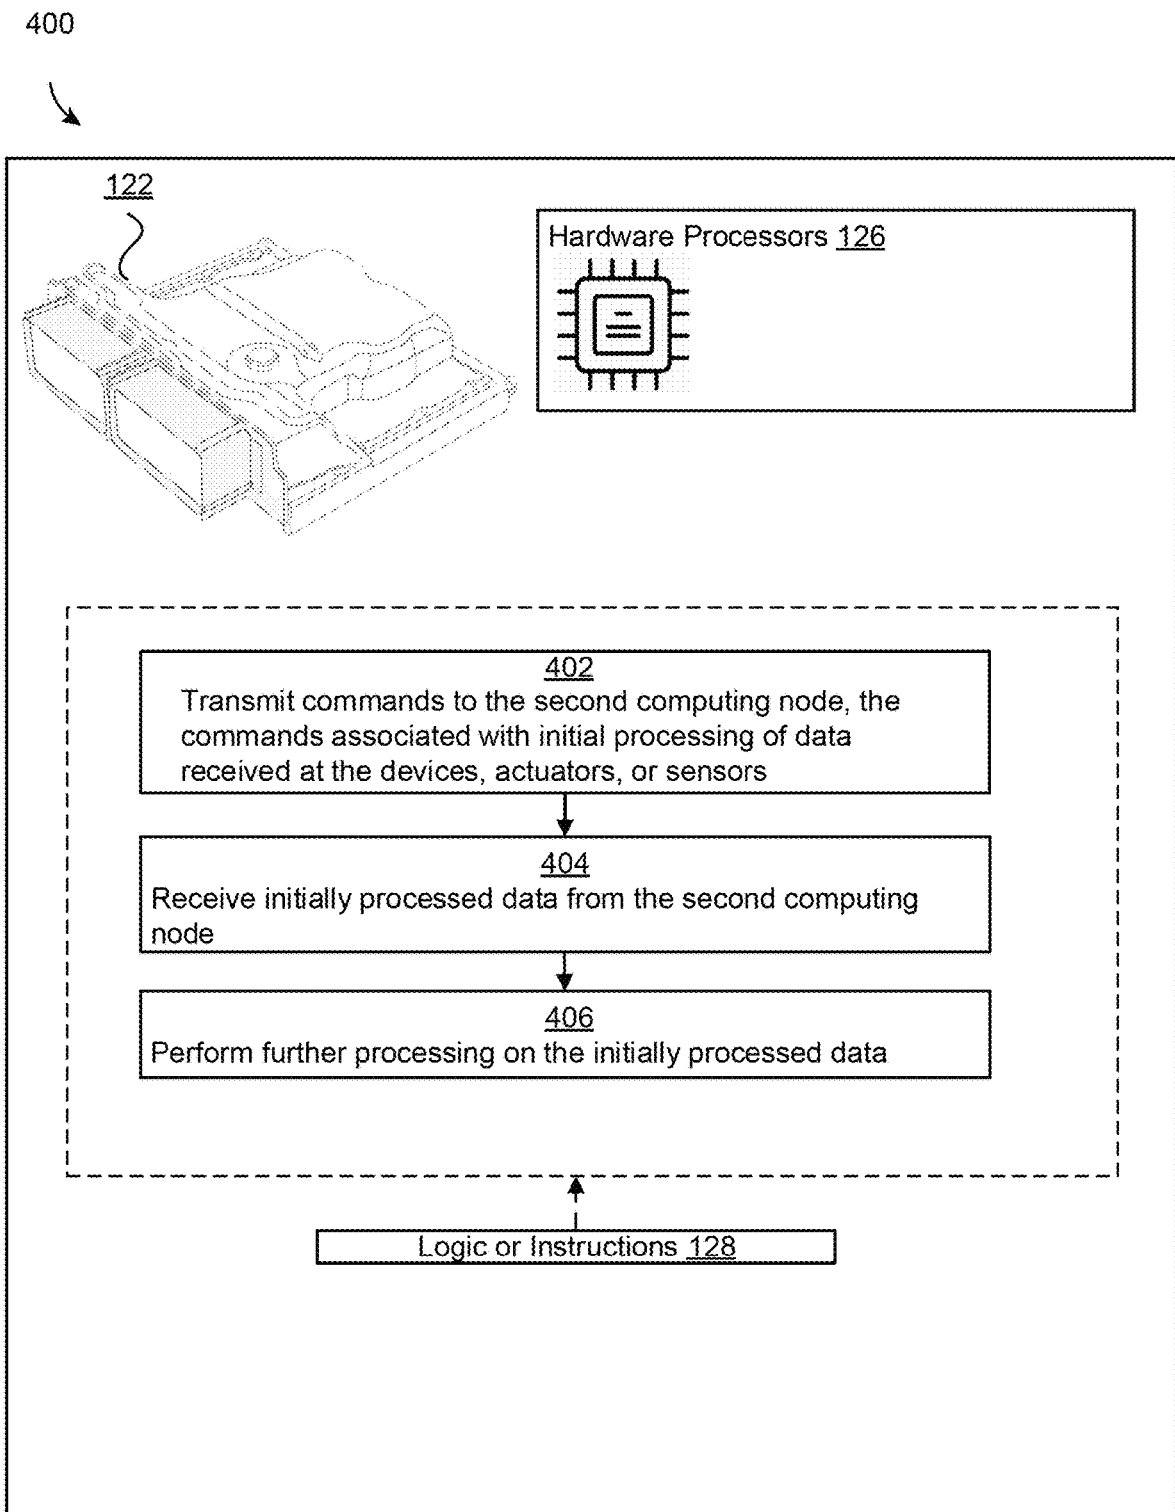 400
122
Hardware Processors 126
402
Transmit commands to the second computing node, the
commands associated with initial processing of data
received at the devices, actuators, or sensors
404
Receive initially processed data from the second computing
node
406
Perform further processing on the initially processed data
Logic or Instructions 128